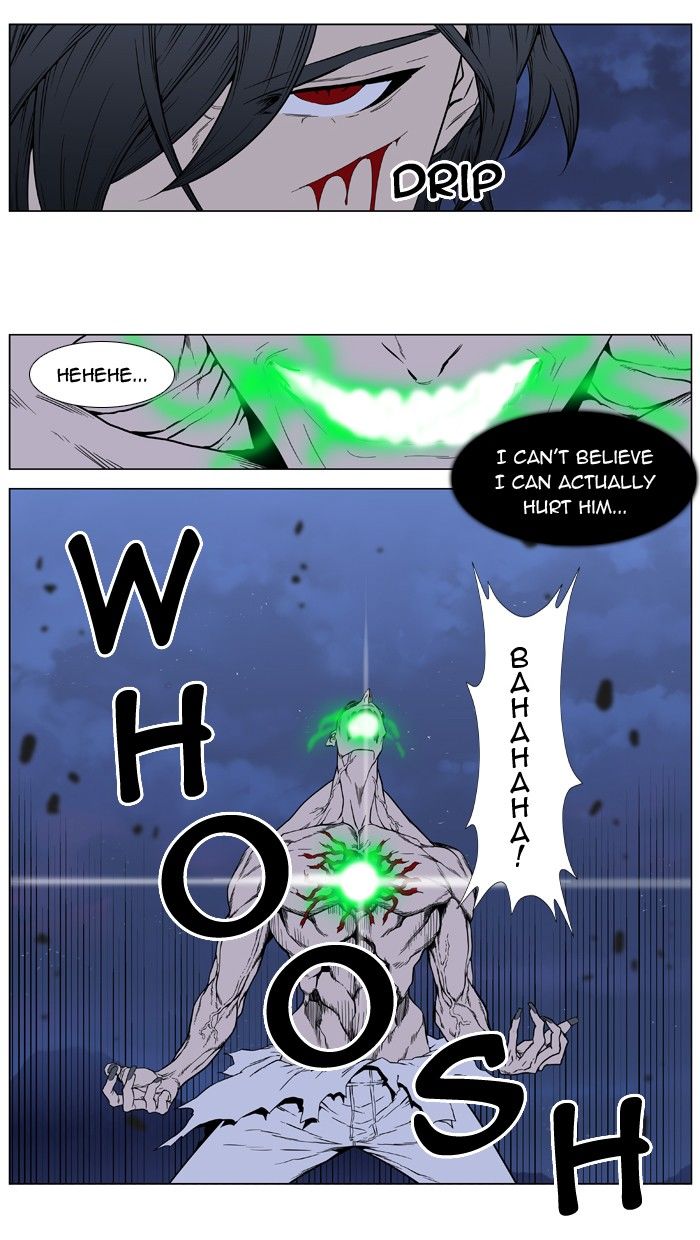 DRIP
HEHEHE...
I CAN'T BELIEVE
I CAN ACTUALLY
HURT HIM...
WHOOSH
BAHAHAHA!